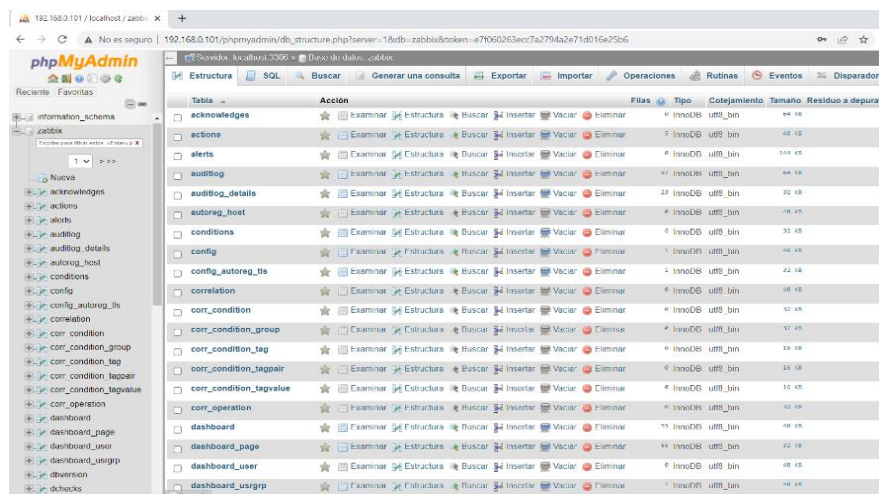 192.168.0.101 / localhost / zabbi
No es seguro
192.168.0.101/phpmyadmin/db_structure.php?server=1&db=zabbix&token=e7f060263ecc7a2794a2e71d016e25b6
phpMyAdmin
Reciente Favoritas
information_schema
zabbix
1
> >>
Nueva
acknowledges
actions
alerts
auditlog
auditlog_details
autoreg_host
conditions
config
config_autoreg_tls
correlation
corr_condition
corr_condition_group
corr_condition_tag
corr_condition_tagpair
corr_condition_tagvalue
corr_operation
dashboard
dashboard_page
dashboard_user
dashboard_usrgrp
dbversion
dchecks
Servidor: localhost:3306 » Base de datos: zabbix
Estructura SQL Buscar Generar una consulta Exportar Importar Operaciones Rutinas Eventos Disparador
Tabla Acción Filas Tipo Cotejamiento Tamaño Residuo a depura
acknowledges Examinar Estructura Buscar Insertar Vaciar Eliminar 0 InnoDB utf8_bin 64 KB
actions Examinar Estructura Buscar Insertar Vaciar Eliminar 5 InnoDB utf8_bin 48 KB
alerts Examinar Estructura Buscar Insertar Vaciar Eliminar 0 InnoDB utf8_bin 144 KB
auditlog Examinar Estructura Buscar Insertar Vaciar Eliminar InnoDB utf8_bin 64 KB
auditlog_details Examinar Estructura Buscar Insertar Vaciar Eliminar 23 InnoDB utf8_bin 32 KB
autoreg_host Examinar Estructura Buscar Insertar Vaciar Eliminar 0 InnoDB utf8_bin 48 KB
conditions Examinar Estructura Buscar Insertar Vaciar Eliminar InnoDB utf8_bin 32 KB
config Examinar Estructura Buscar Insertar Vaciar Eliminar 1 InnoDB utf8_bin
config_autoreg_tls Examinar Estructura Buscar Insertar Vaciar Eliminar 1 InnoDB utf8_bin 32 KB
correlation Examinar Estructura Buscar Insertar Vaciar Eliminar 0 InnoDB utf8_bin 48 KB
corr_condition Examinar Estructura Buscar Insertar Vaciar Eliminar 0 InnoDB utf8_bin 32 KB
corr_condition_group Examinar Estructura Buscar Insertar Vaciar Eliminar 0 InnoDB utf8_bin 32 KB
corr_condition_tag Examinar Estructura Buscar Insertar Vaciar Eliminar 0 InnoDB utf8_bin 16 KB
corr_condition_tagpair Examinar Estructura Buscar Insertar Vaciar Eliminar 0 InnoDB utf8_bin 16 KB
corr_condition_tagvalue Examinar Estructura Buscar Insertar Vaciar Eliminar 0 InnoDB utf8_bin 16 KB
corr_operation Examinar Estructura Buscar Insertar Vaciar Eliminar 0 InnoDB utf8_bin 32 KB
dashboard Examinar Estructura Buscar Insertar Vaciar Eliminar InnoDB utf8_bin 48 KB
dashboard_page Examinar Estructura Buscar Insertar Vaciar Eliminar InnoDB utf8_bin 32 KB
dashboard_user Examinar Estructura Buscar Insertar Vaciar Eliminar 0 InnoDB utf8_bin 48 KB
dashboard_usrgrp Examinar Estructura Buscar Insertar Vaciar Eliminar 1 InnoDB utf8_bin 48 KB